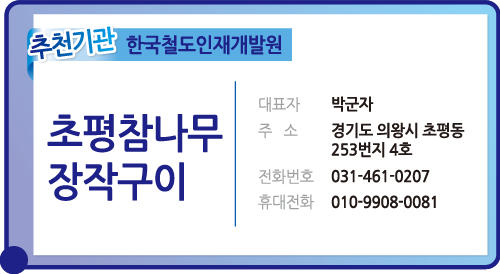 추천기관 한국철도인재개발원
초평참나무
장작구이
대표자 박군자
주 소 경기도 의왕시 초평동
253번지 4호
전화번호 031-461-0207
휴대전화 010-9908-0081